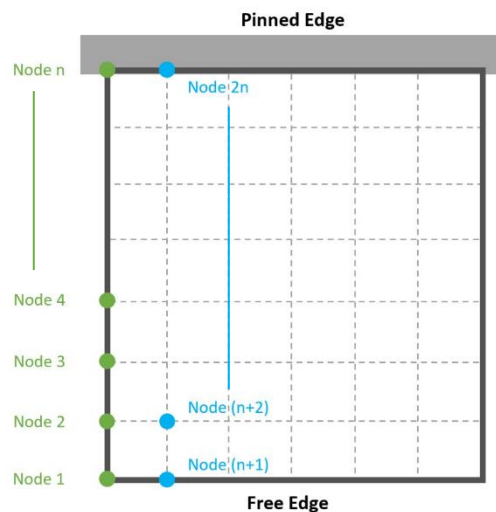 Pinned Edge
Node n
Node 2n
Node 4
Node 3
Node 2
Node (n+2)
Node 1
Node (n+1)
Free Edge